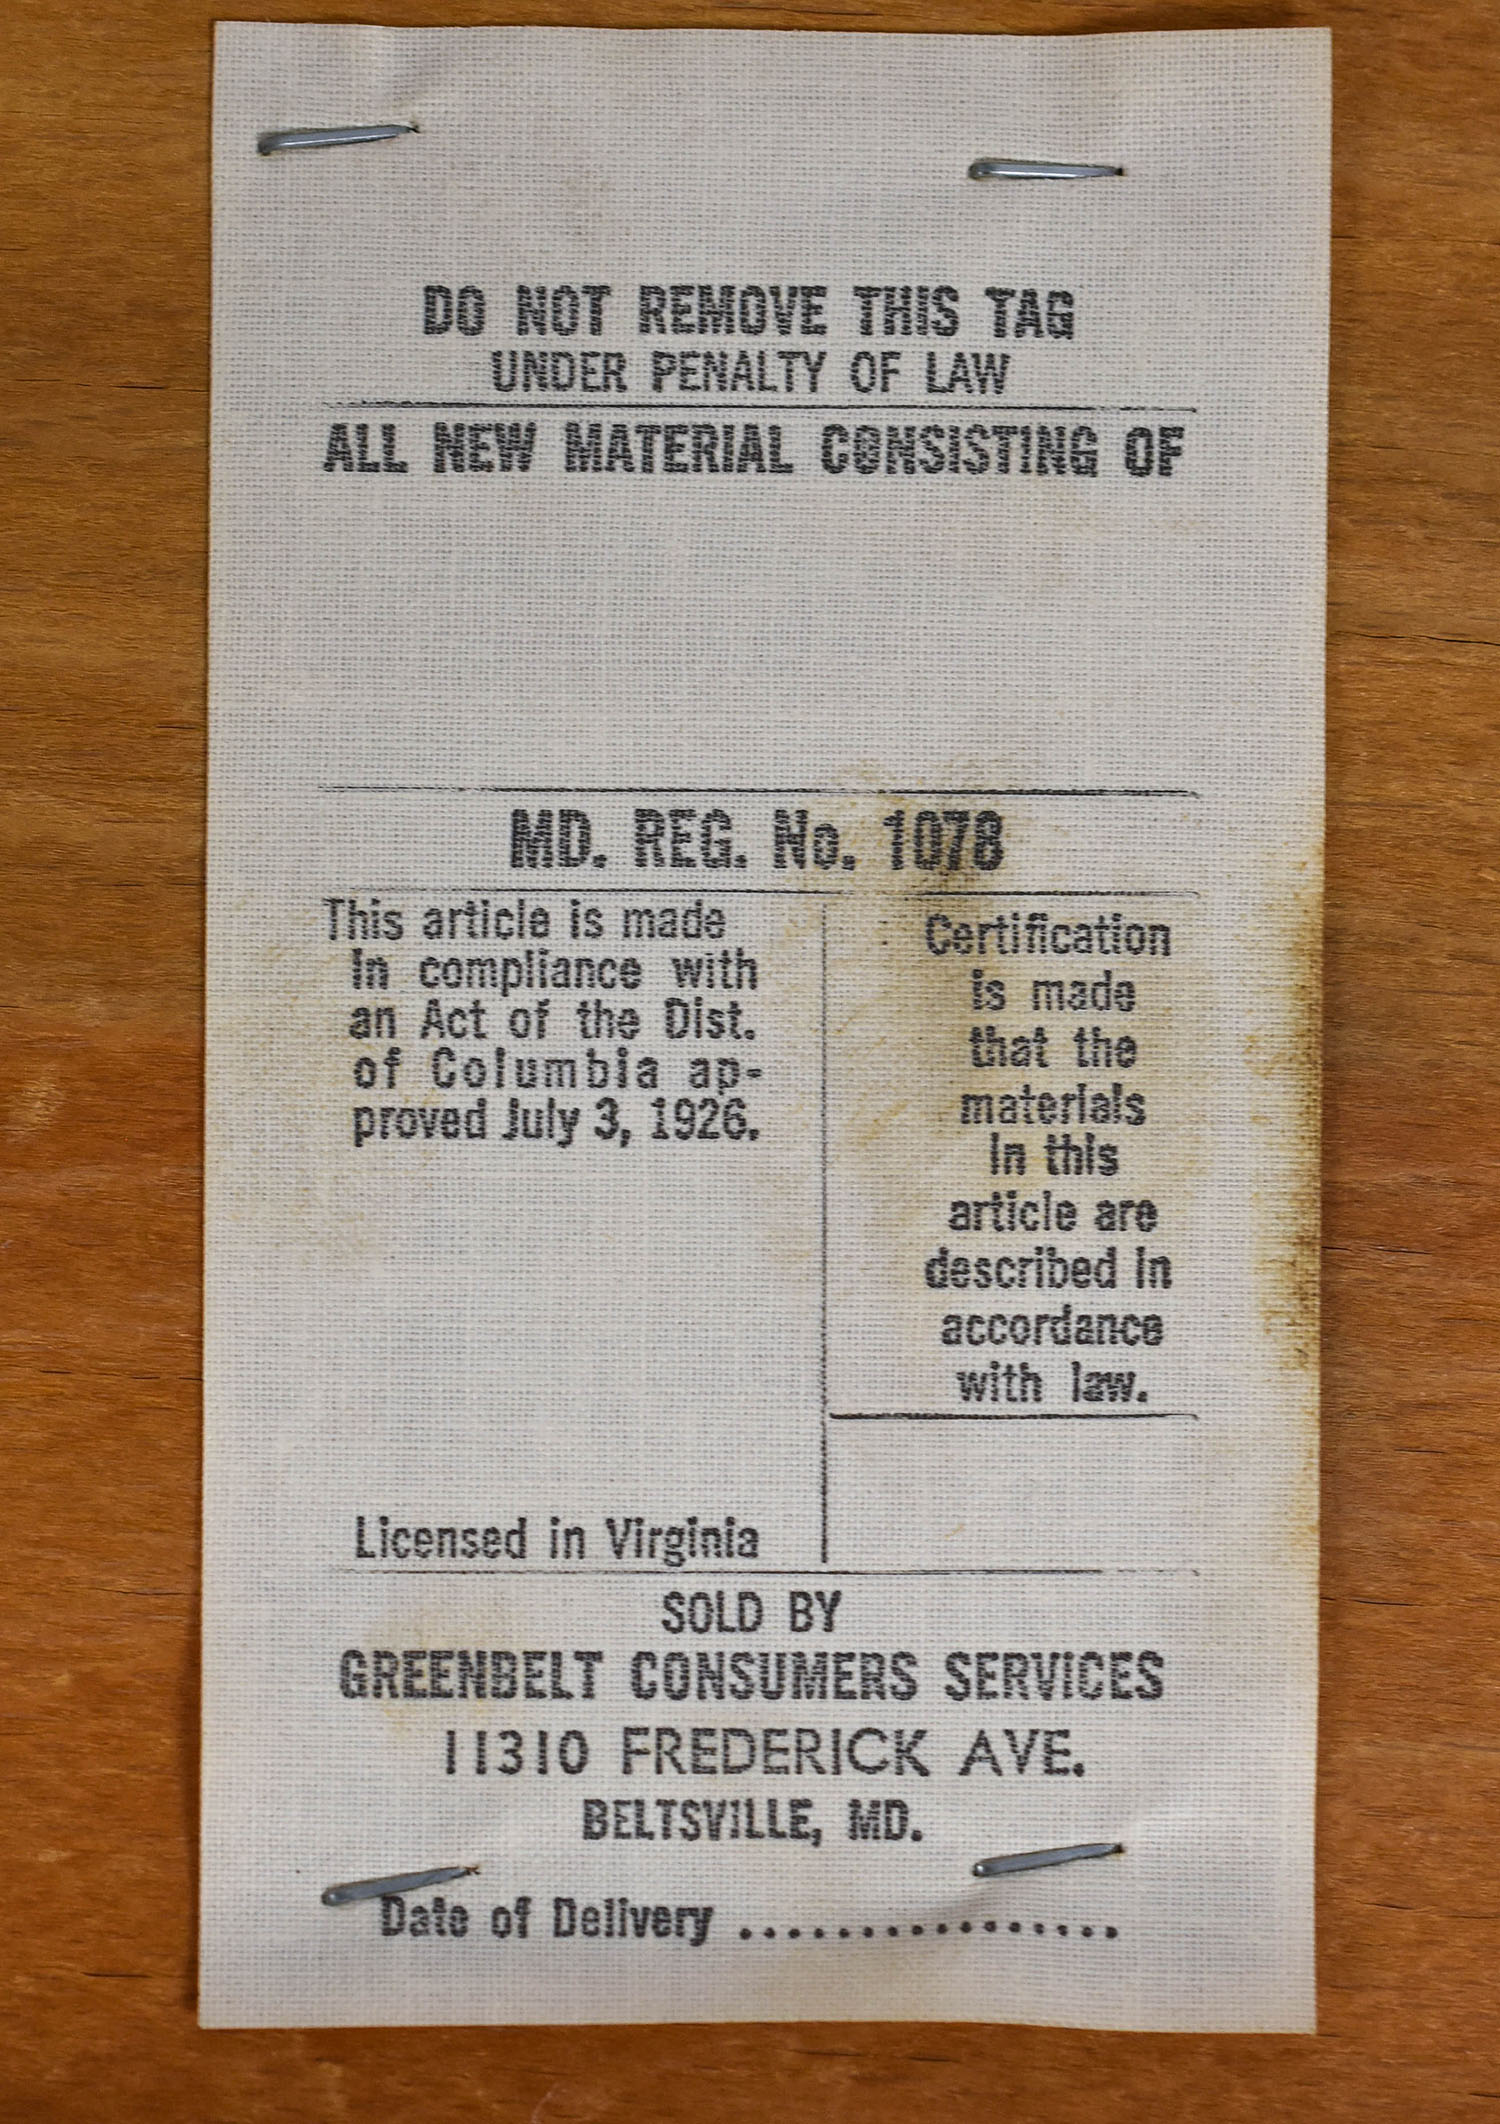 DO NOT REMOVE THIS TAG
UNDER PENALTY OF LAW
ALL NEW MATERIAL CONSISTING OF
MD. REG. No. 1078
This article is made
in compliance with
an Act of the Dist.
of Columbia ap-
proved July 3, 1926.
Licensed in Virginia
Certification
is made
that the
materials
in this
article are
described in
accordance
with law.
SOLD BY
GREENBELT CONSUMERS SERVICES
11310 FREDERICK AVE.
BELTSVILLE, MD.
Date of Delivery ................